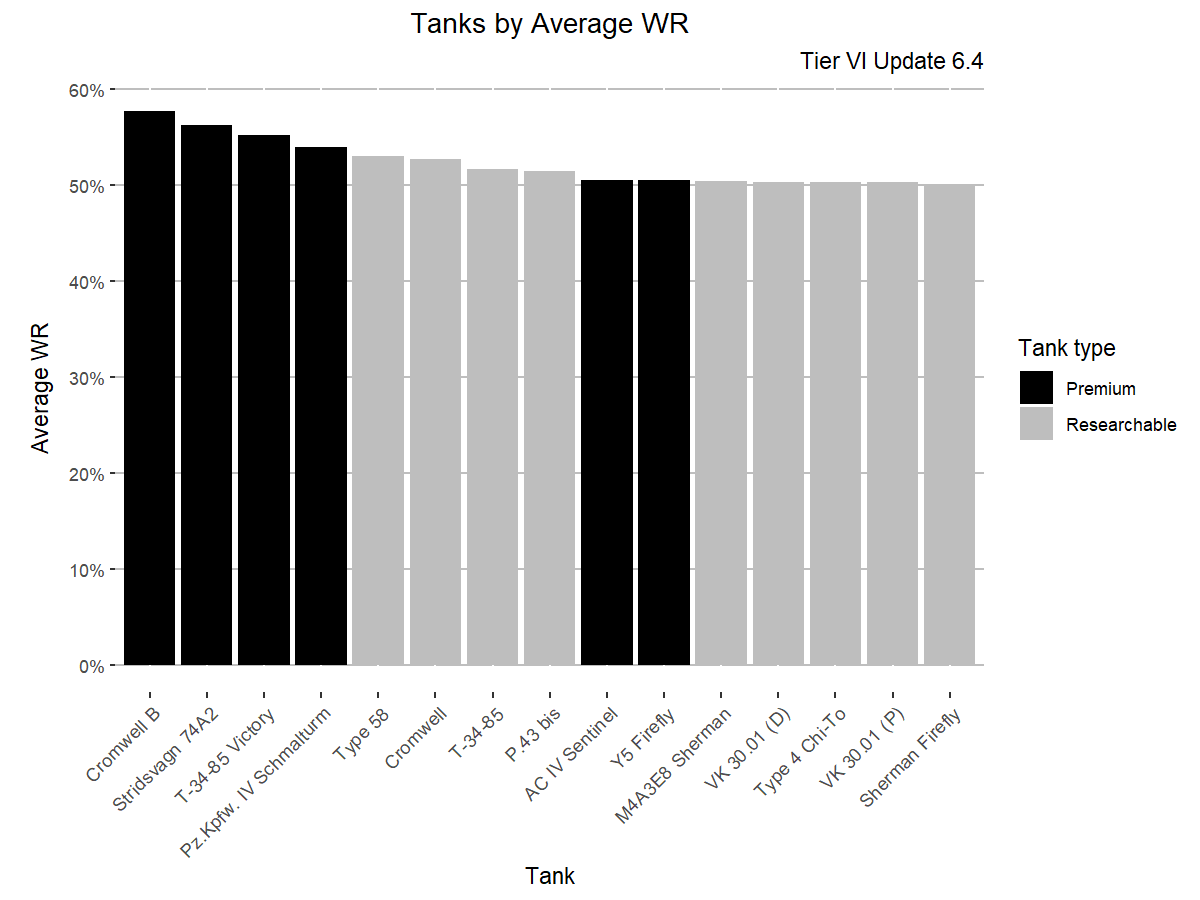 Tanks by Average WR
Tier VI Update 6.4
60%
50%
40%
30%
20%
10%
0%
Average WR
Cromwell B
Stridsvagn 74A2
T-34-85 Victory
Pz.Kpfw. IV Schmalturm
Type 58
Cromwell
T-34-85
P.43 bis
AC IV Sentinel
Y5 Firefly
M4A3E8 Sherman
VK 30.01 (D)
Type 4 Chi-To
VK 30.01 (P)
Sherman Firefly
Tank
Tank type
Premium
Researchable